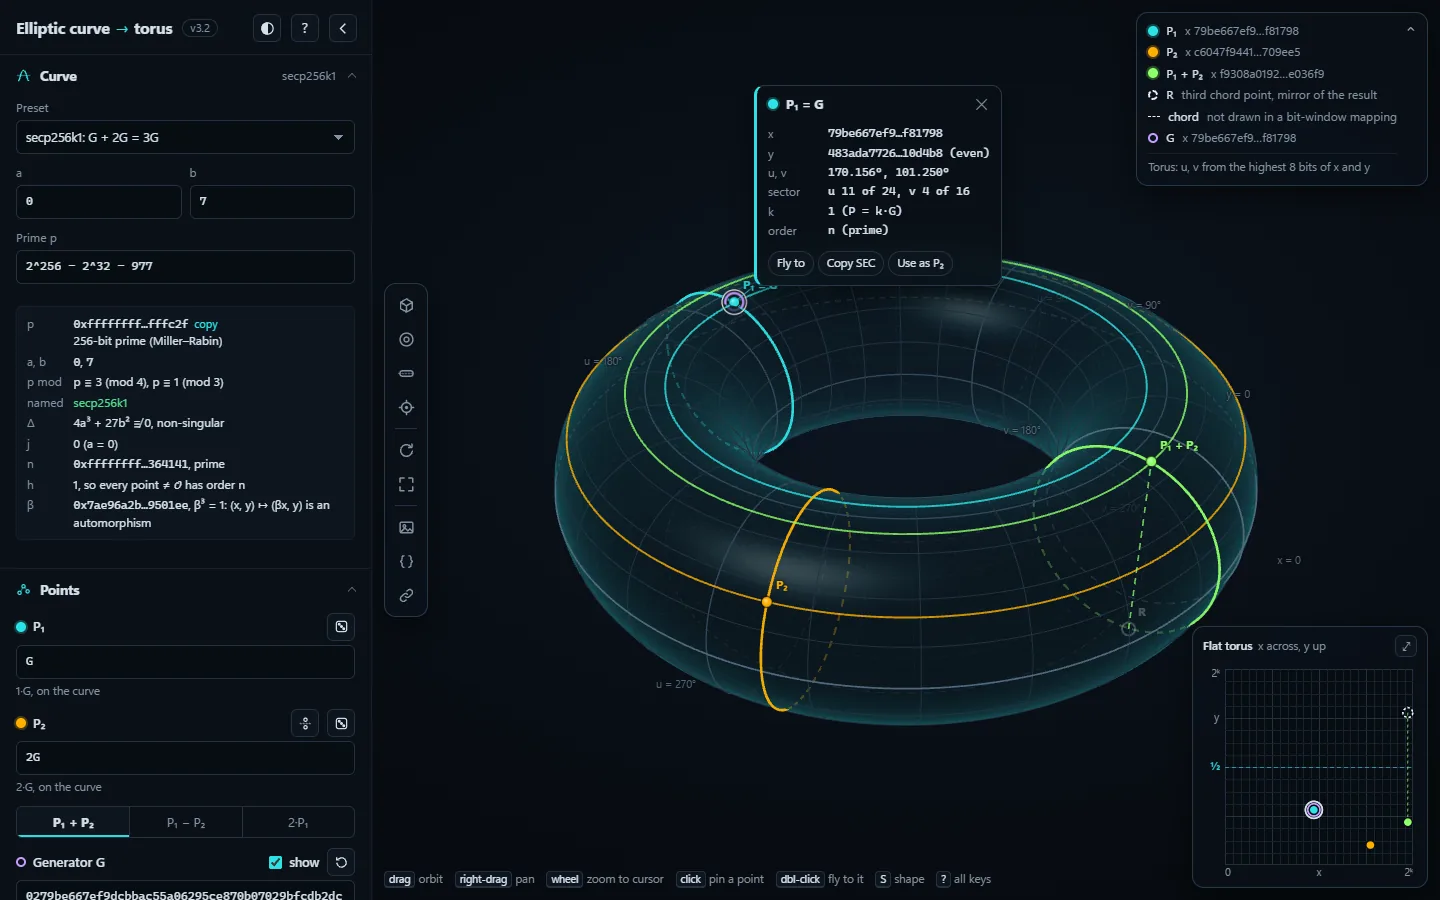 Elliptic curve → torus v3.2
?
Curve secp256k1
Preset
secp256k1: G + 2G = 3G
a b
0 7
Prime p
2^256 − 2^32 − 977
p 0xffffffff…fffc2f copy
256-bit prime (Miller–Rabin)
a, b 0, 7
p mod p ≡ 3 (mod 4), p ≡ 1 (mod 3)
named secp256k1
Δ 4a³ + 27b² ≢ 0, non-singular
j 0 (a = 0)
n 0xffffffff…364141, prime
h 1, so every point ≠ 𝒪 has order n
β 0x7ae96a2b…9501ee, β³ = 1: (x, y) ↦ (βx, y) is an
automorphism
Points
P₁
G
1·G, on the curve
P₂
2G
2·G, on the curve
P₁ + P₂ P₁ − P₂ 2·P₁
Generator G show
0279be667ef9dcbbac55a06295ce870b07029bfcdb2dc
P₁ = G
x 79be667ef9…f81798
y 483ada7726…10d4b8 (even)
u, v 170.156°, 101.250°
sector u 11 of 24, v 4 of 16
k 1 (P = k·G)
order n (prime)
Fly to Copy SEC Use as P₂
P₁ = G
v = 90°
u = 180°
y = 0
v = 180°
P₁ + P₂
x = 0
P₂
R
u = 270°
P₁ x 79be667ef9…f81798
P₂ x c6047f9441…709ee5
P₁ + P₂ x f9308a0192…e036f9
R third chord point, mirror of the result
chord not drawn in a bit-window mapping
G x 79be667ef9…f81798
Torus: u, v from the highest 8 bits of x and y
Flat torus x across, y up
2ᵏ
y
½
0 x 2ᵏ
drag orbit right-drag pan wheel zoom to cursor click pin a point dbl-click fly to it S shape ? all keys